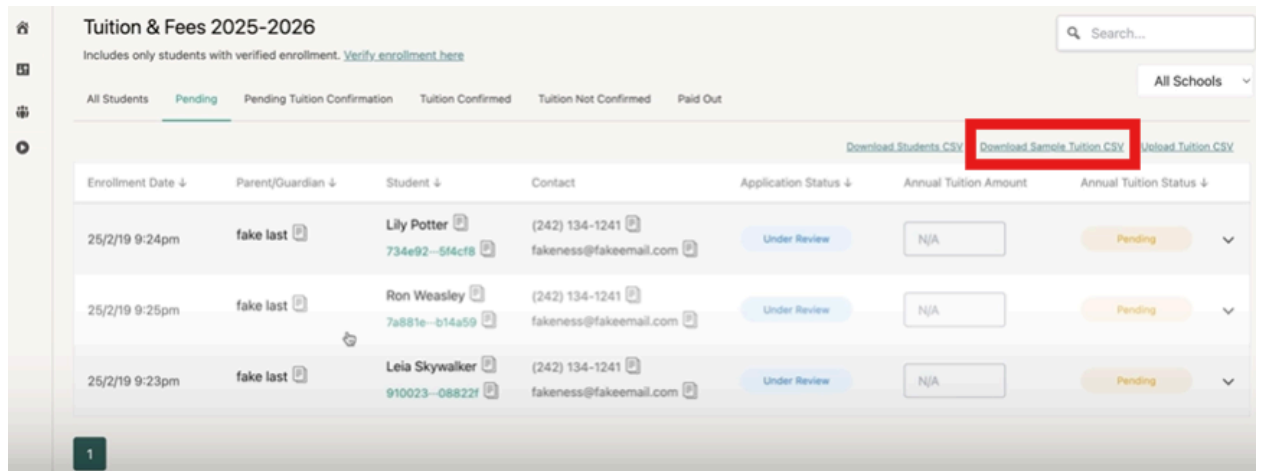 Tuition & Fees 2025-2026
Search...
Includes only students with verified enrollment. Verify enrollment here
All Schools
All Students Pending Pending Tuition Confirmation Tuition Confirmed Tuition Not Confirmed Paid Out
Download Students CSV Download Sample Tuition CSV Upload Tuition CSV
Enrollment Date ↓ Parent/Guardian ↓ Student ↓ Contact Application Status ↓ Annual Tuition Amount Annual Tuition Status ↓
25/2/19 9:24pm fake last Lily Potter (242) 134-1241 Under Review N/A Pending
734e92--5f4cf8 fakeness@fakeemail.com
25/2/19 9:25pm fake last Ron Weasley (242) 134-1241 Under Review N/A Pending
7a881e--b14a59 fakeness@fakeemail.com
25/2/19 9:23pm fake last Leia Skywalker (242) 134-1241 Under Review N/A Pending
910023--08822f fakeness@fakeemail.com
1